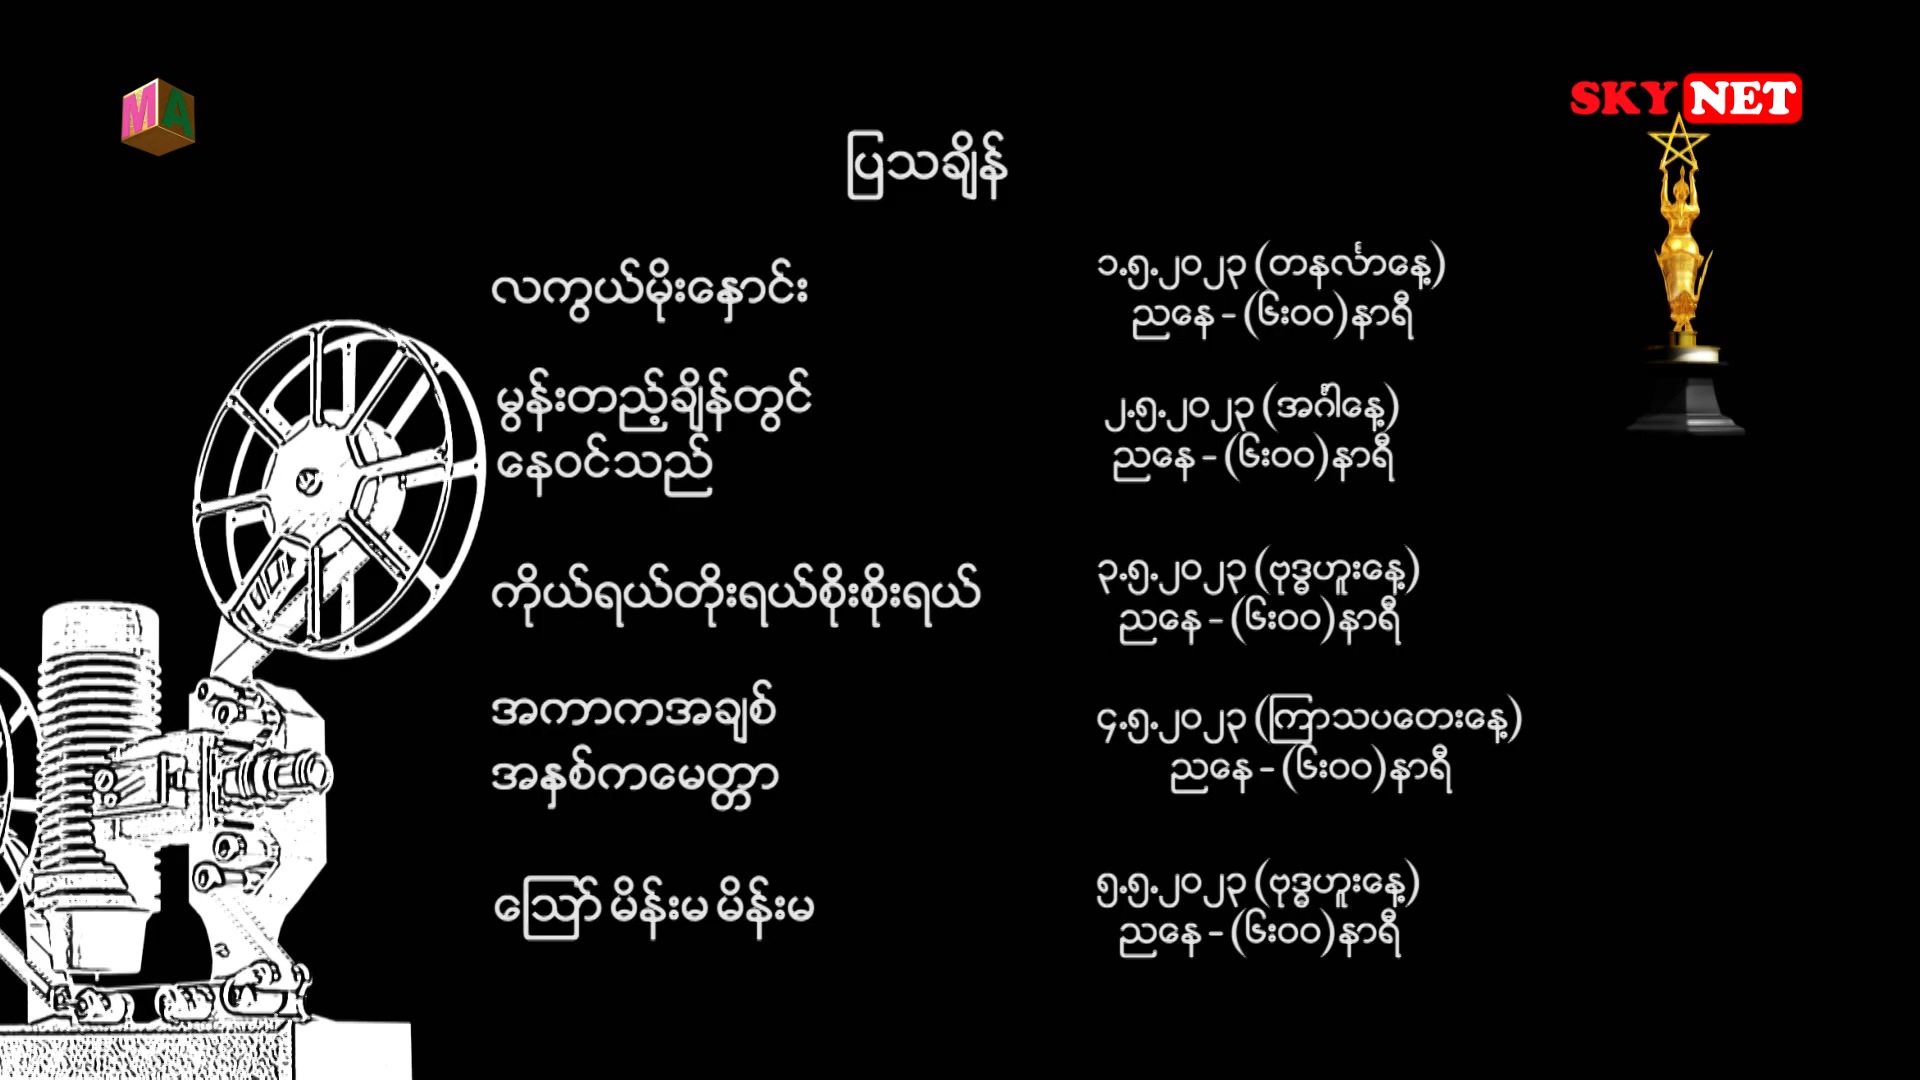 MA
SKYNET
ပြသချိန်
လကွယ်မိုးနှောင်း
၁.၅.၂၀၂၃ (တနင်္လာနေ့)
ညနေ - (၆း၀၀) နာရီ
မွန်းတည့်ချိန်တွင်
နေဝင်သည်
၂.၅.၂၀၂၃ (အင်္ဂါနေ့)
ညနေ - (၆း၀၀) နာရီ
ကိုယ်ရယ်တိုးရယ်စိုးစိုးရယ်
၃.၅.၂၀၂၃ (ဗုဒ္ဓဟူးနေ့)
ညနေ - (၆း၀၀) နာရီ
အကာကအချစ်
အနှစ်ကမေတ္တာ
၄.၅.၂၀၂၃ (ကြာသပတေးနေ့)
ညနေ - (၆း၀၀) နာရီ
ဩော် မိန်းမ မိန်းမ
၅.၅.၂၀၂၃ (ဗုဒ္ဓဟူးနေ့)
ညနေ - (၆း၀၀) နာရီ